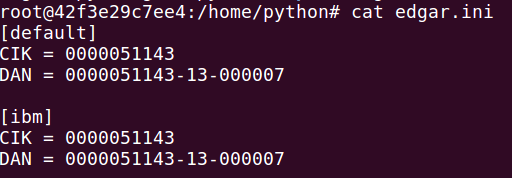 root@42f3e29c7ee4:/home/python# cat edgar.ini
[default]
CIK = 0000051143
DAN = 0000051143-13-000007
[ibm]
CIK = 0000051143
DAN = 0000051143-13-000007